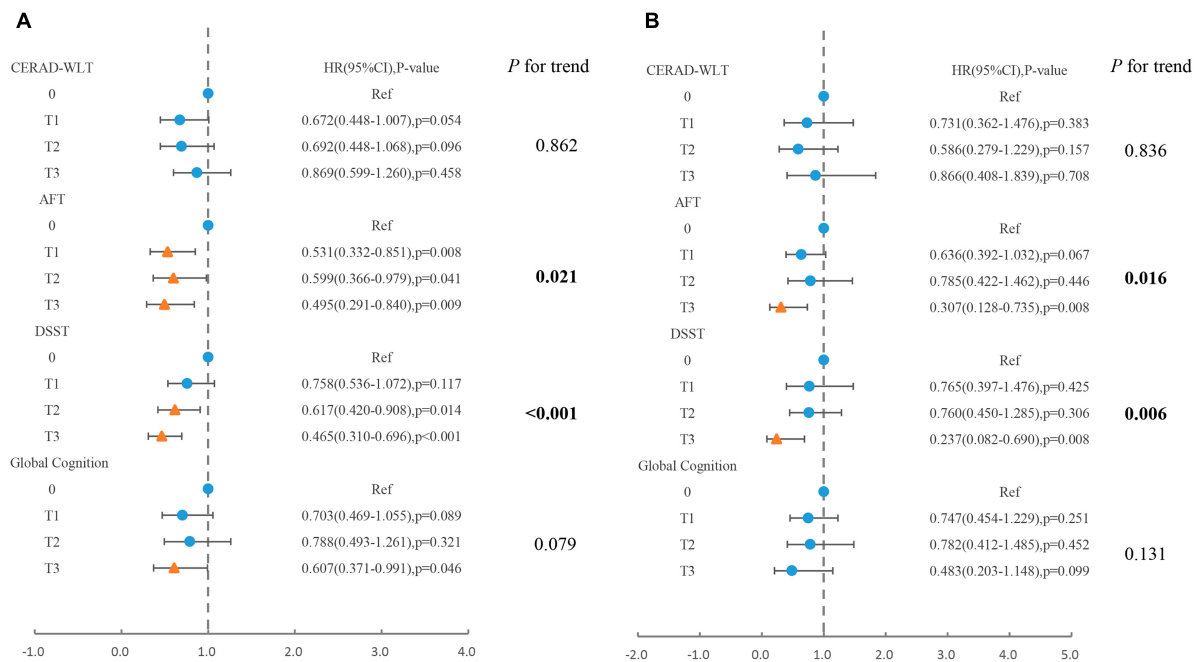 A
CERAD-WLT HR(95%CI),P-value P for trend
0 Ref
T1 0.672(0.448-1.007),p=0.054
T2 0.692(0.448-1.068),p=0.096
0.862
T3 0.869(0.599-1.260),p=0.458
AFT
0 Ref
T1 0.531(0.332-0.851),p=0.008
T2 0.599(0.366-0.979),p=0.041
0.021
T3 0.495(0.291-0.840),p=0.009
DSST
0 Ref
T1 0.758(0.536-1.072),p=0.117
T2 0.617(0.420-0.908),p=0.014
<0.001
T3 0.465(0.310-0.696),p<0.001
Global Cognition
0 Ref
T1 0.703(0.469-1.055),p=0.089
T2 0.788(0.493-1.261),p=0.321
0.079
T3 0.607(0.371-0.991),p=0.046
-1.0 0.0 1.0 2.0 3.0 4.0
B
CERAD-WLT HR(95%CI),P-value P for trend
0 Ref
T1 0.731(0.362-1.476),p=0.383
T2 0.586(0.279-1.229),p=0.157
0.836
T3 0.866(0.408-1.839),p=0.708
AFT
0 Ref
T1 0.636(0.392-1.032),p=0.067
T2 0.785(0.422-1.462),p=0.446
0.016
T3 0.307(0.128-0.735),p=0.008
DSST
0 Ref
T1 0.765(0.397-1.476),p=0.425
T2 0.760(0.450-1.285),p=0.306
0.006
T3 0.237(0.082-0.690),p=0.008
Global Cognition
0 Ref
T1 0.747(0.454-1.229),p=0.251
T2 0.782(0.412-1.485),p=0.452
0.131
T3 0.483(0.203-1.148),p=0.099
-2.0 -1.0 0.0 1.0 2.0 3.0 4.0 5.0